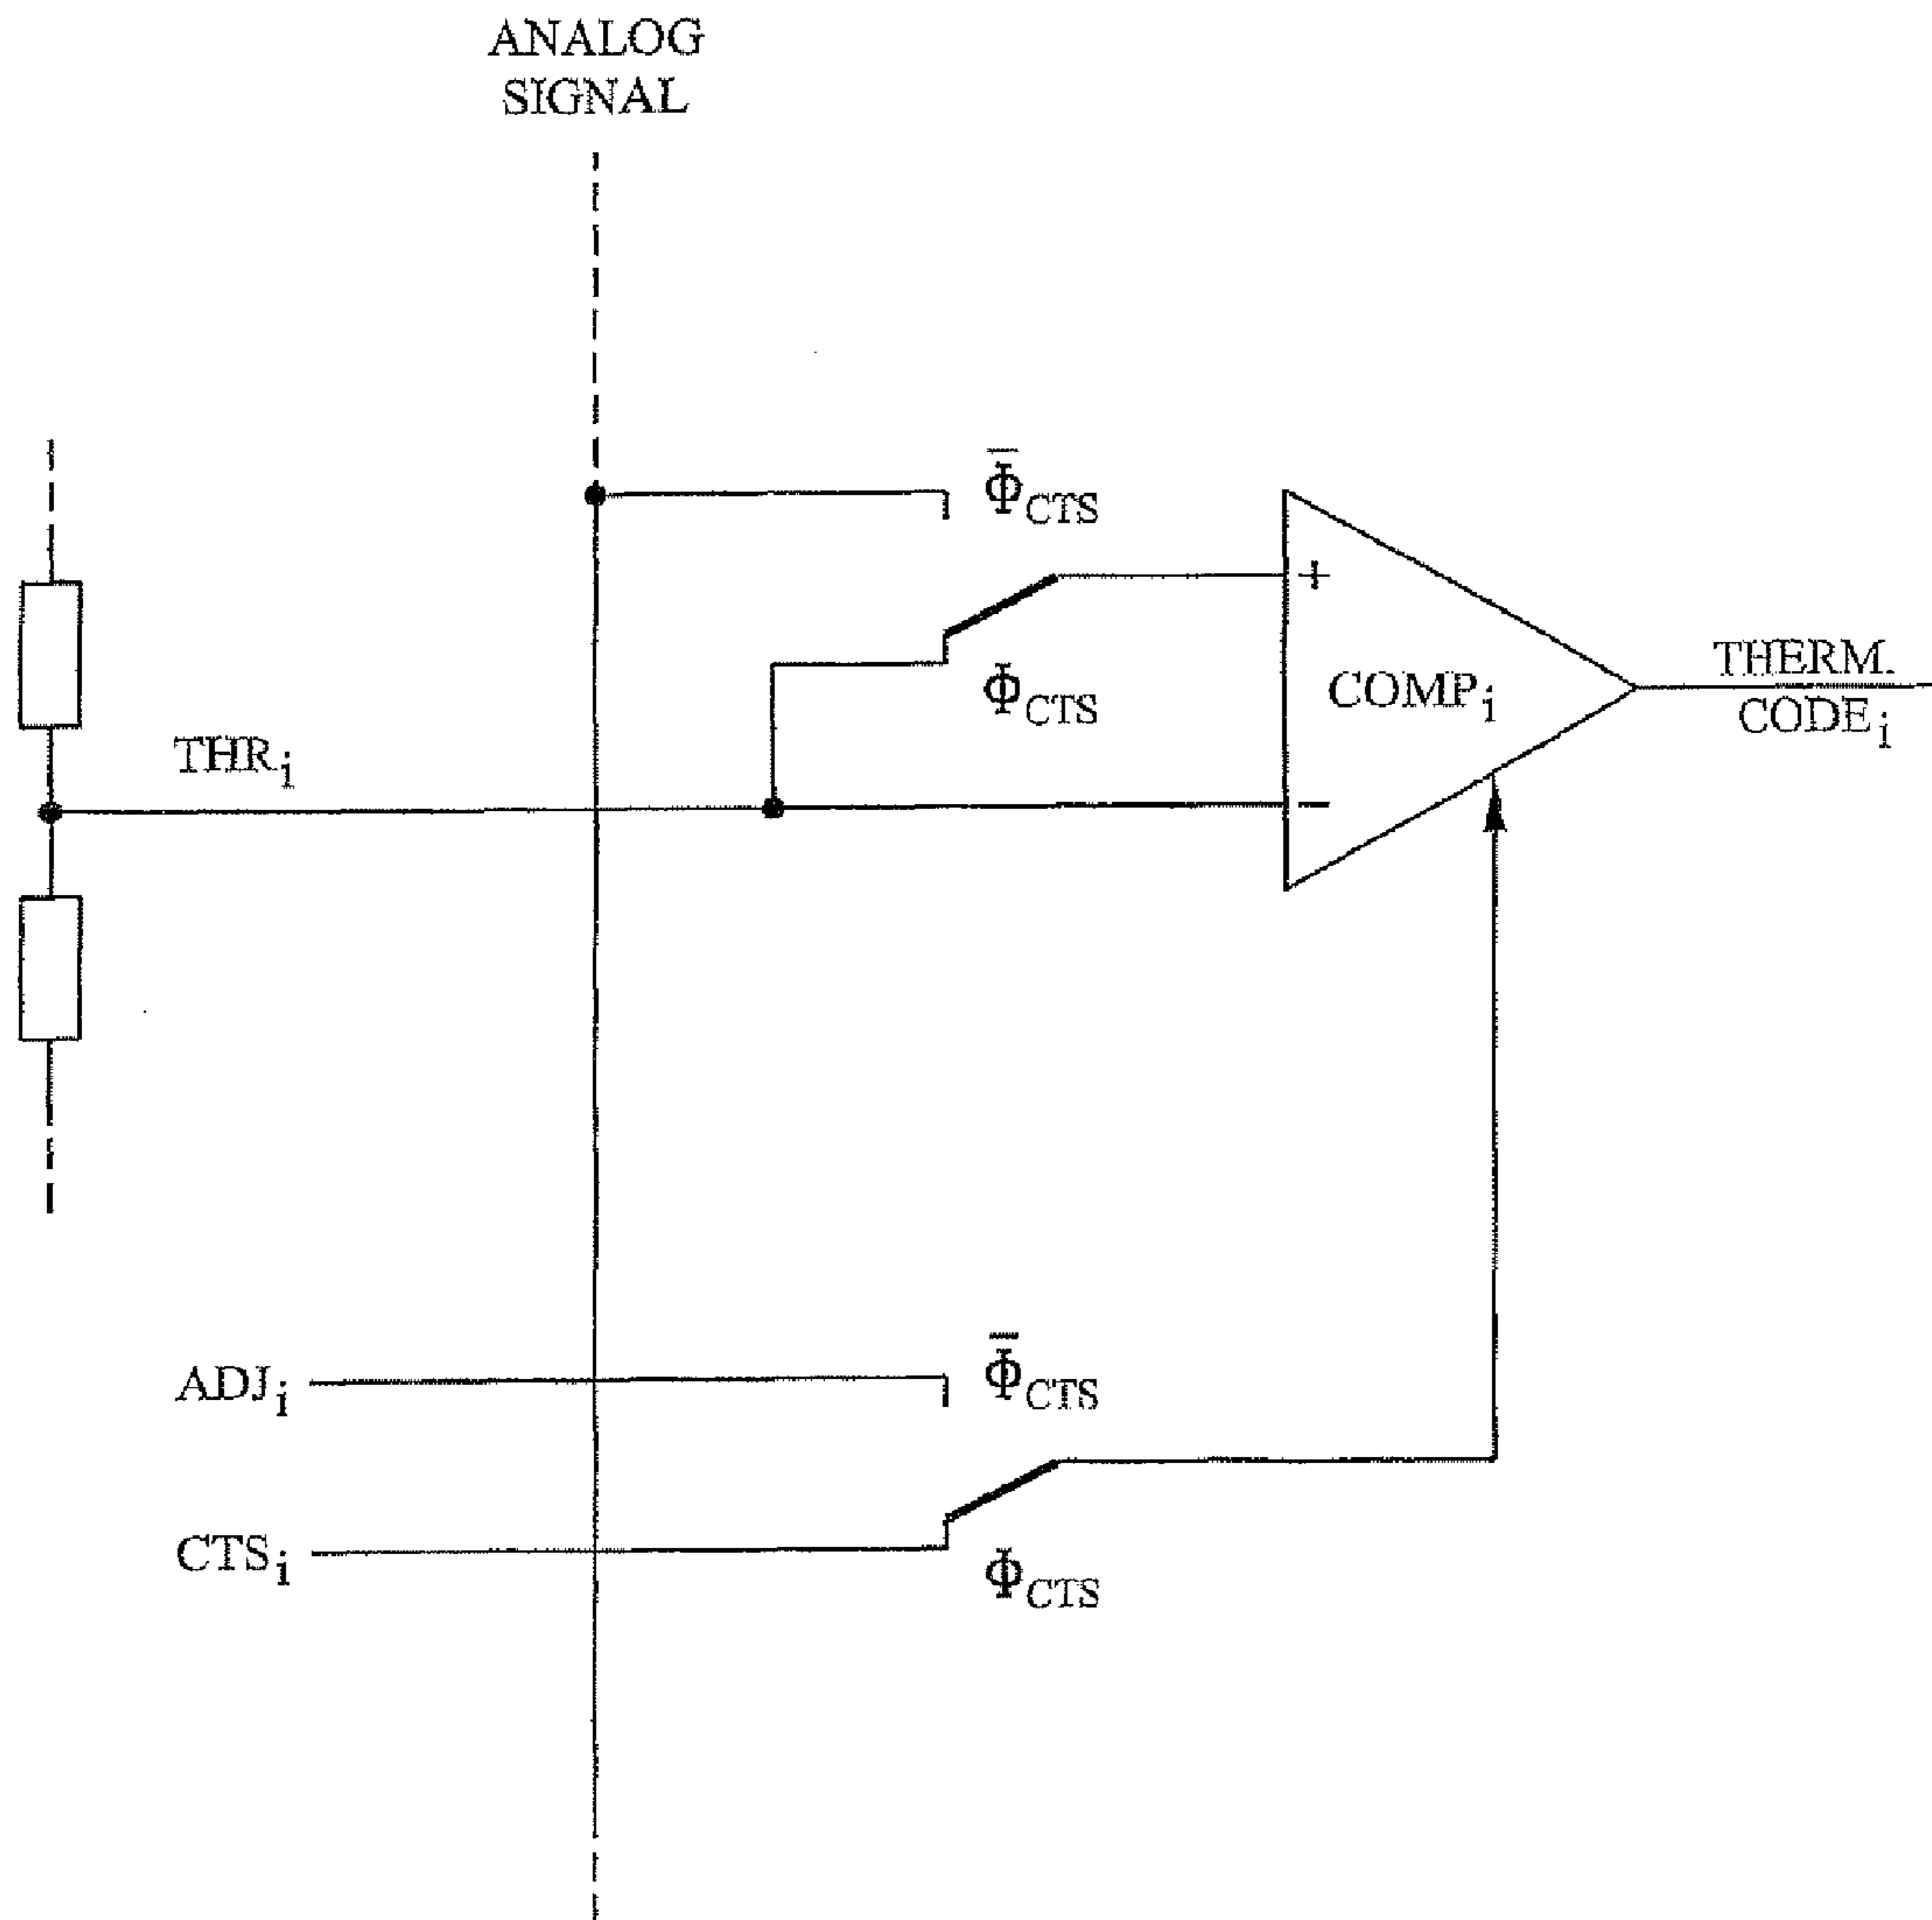 ANALOG
SIGNAL
Φ̅CTS
+
ΦCTS
COMPi
THERM.
CODEi
THRi
−
ADJi
Φ̅CTS
CTSi
ΦCTS